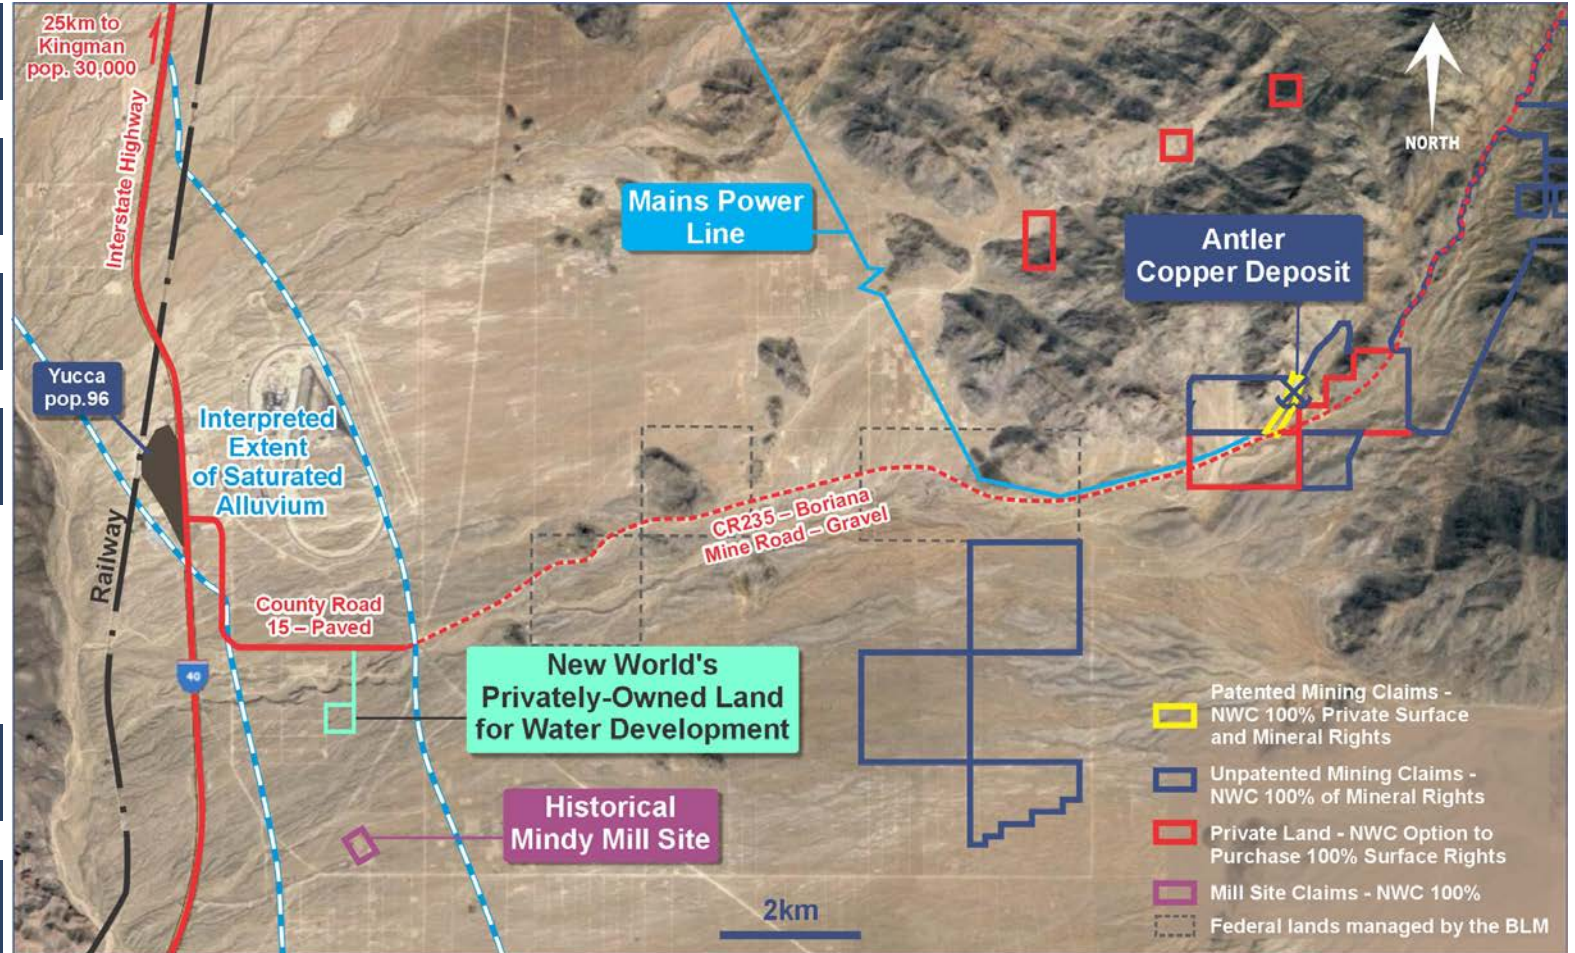 25km to
Kingman
pop. 30,000
Interstate Highway
NORTH
Mains Power
Line
Antler
Copper Deposit
Yucca
pop.96
Interpreted
Extent
of Saturated
Alluvium
CR235 – Boriana
Mine Road – Gravel
Railway
County Road
15 – Paved
40
New World's
Privately-Owned Land
for Water Development
Historical
Mindy Mill Site
2km
Patented Mining Claims -
NWC 100% Private Surface
and Mineral Rights
Unpatented Mining Claims -
NWC 100% of Mineral Rights
Private Land - NWC Option to
Purchase 100% Surface Rights
Mill Site Claims - NWC 100%
Federal lands managed by the BLM